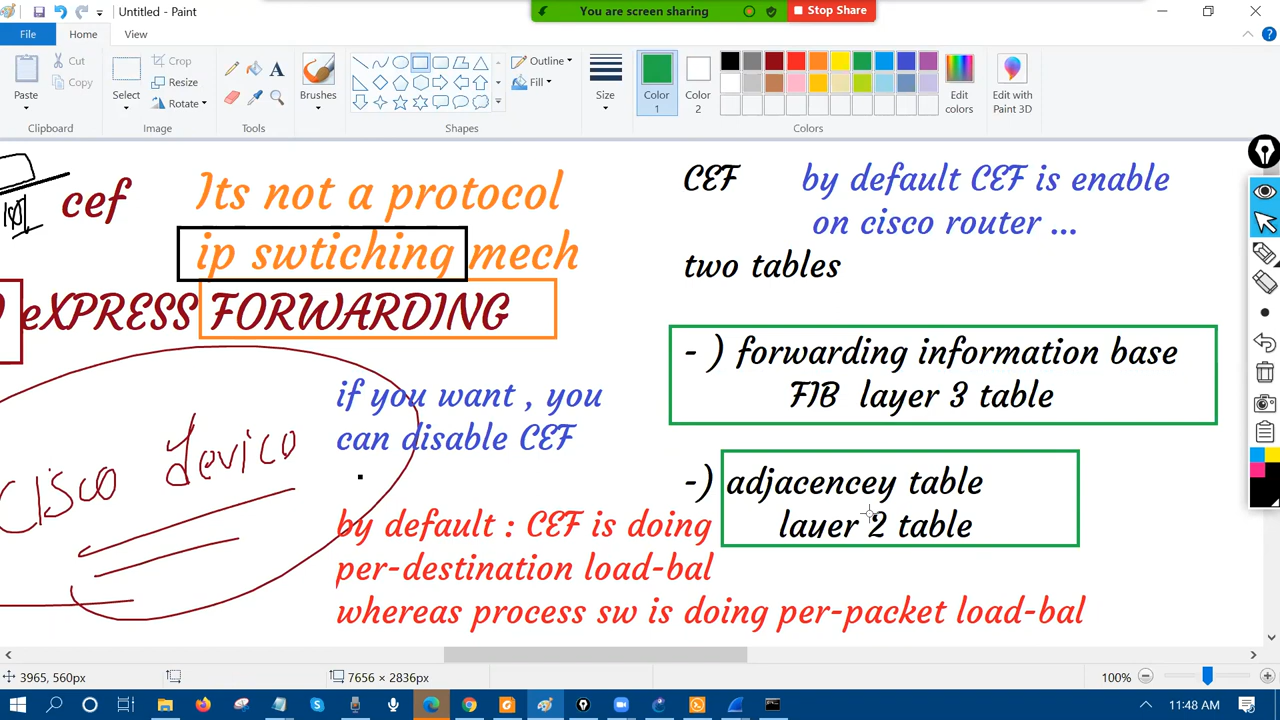 Untitled - Paint
You are screen sharing
Stop Share
File
Home
View
Paste
Cut
Copy
Clipboard
Select
Crop
Resize
Rotate
Image
Tools
Brushes
Shapes
Outline
Fill
Size
Color
1
Color
2
Edit
colors
Edit with
Paint 3D
Colors
cef
Its not a protocol
ip swtiching mech
eXPRESS FORWARDING
cisco device
if you want , you
can disable CEF
.
by default : CEF is doing
per-destination load-bal
whereas process sw is doing per-packet load-bal
CEF by default CEF is enable
on cisco router ...
two tables
- ) forwarding information base
FIB layer 3 table
-) adjacencey table
layer 2 table
3965, 560px
7656 × 2836px
100%
11:48 AM